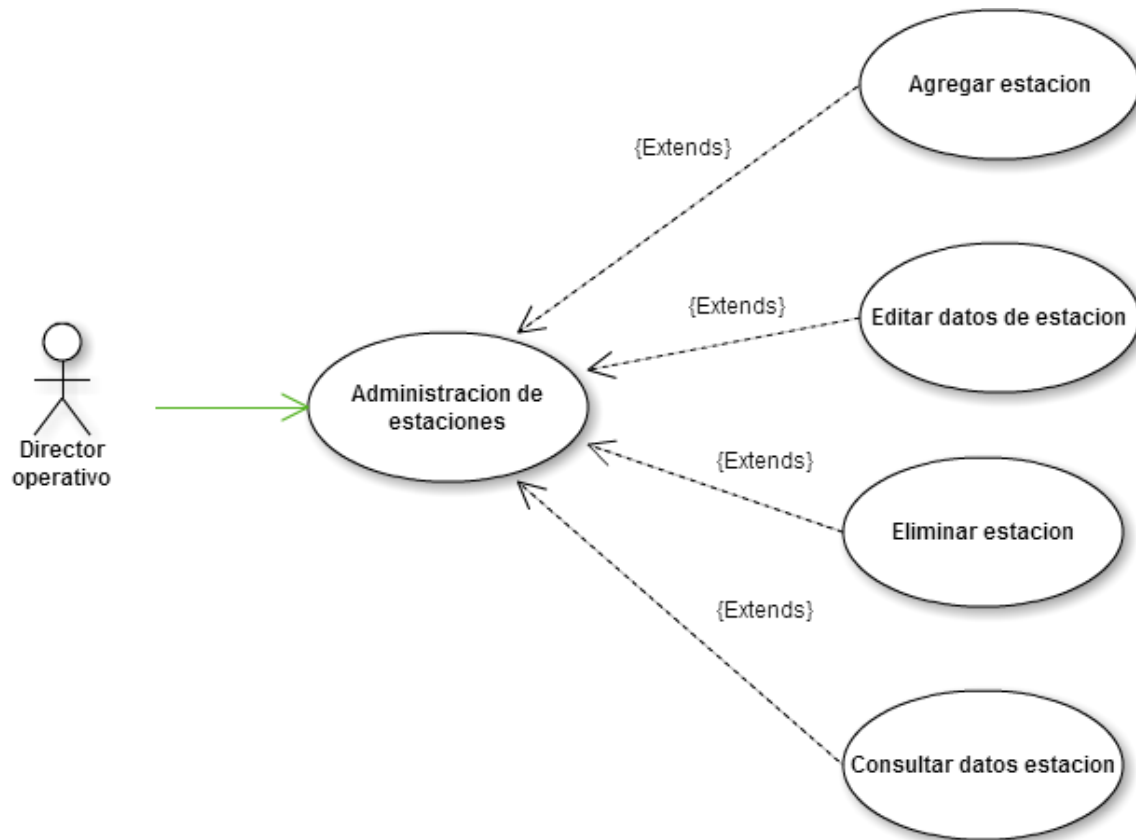 Agregar estacion
{Extends}
{Extends}
Editar datos de estacion
Administracion de
estaciones
Director
operativo
{Extends}
Eliminar estacion
{Extends}
Consultar datos estacion